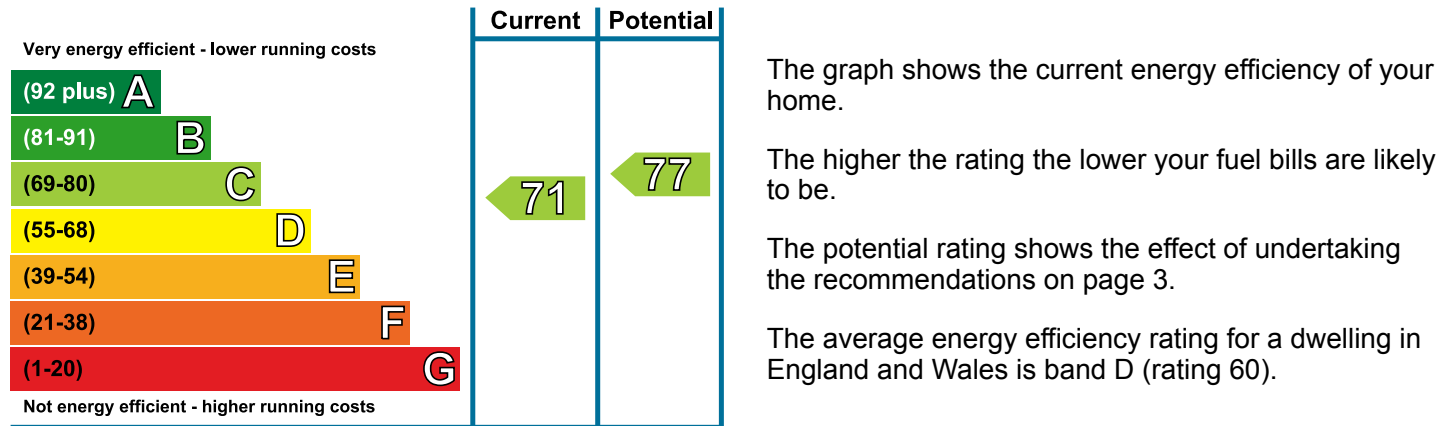 Current Potential
Very energy efficient - lower running costs
(92 plus) A
(81-91) B
(69-80) C
(55-68) D
(39-54) E
(21-38) F
(1-20) G
Not energy efficient - higher running costs
71
77
The graph shows the current energy efficiency of your
home.
The higher the rating the lower your fuel bills are likely
to be.
The potential rating shows the effect of undertaking
the recommendations on page 3.
The average energy efficiency rating for a dwelling in
England and Wales is band D (rating 60).